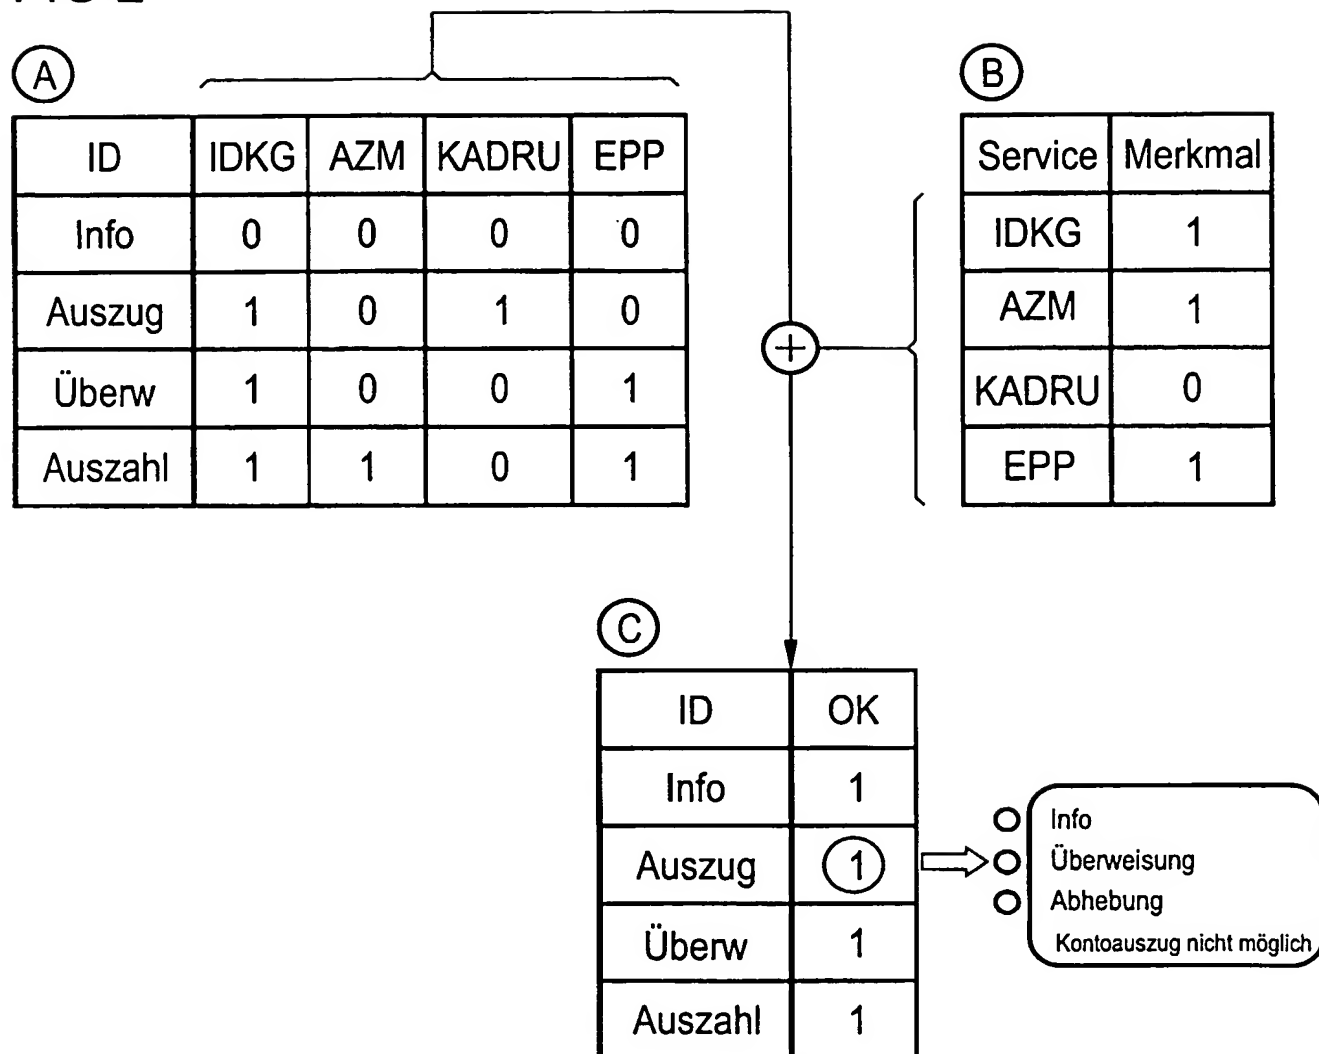 A
ID IDKG AZM KADRU EPP
Info 0 0 0 0
Auszug 1 0 1 0
Überw 1 0 0 1
Auszahl 1 1 0 1
B
Service Merkmal
IDKG 1
AZM 1
KADRU 0
EPP 1
+
C
ID OK
Info 1
Auszug 1
Überw 1
Auszahl 1
Info
Überweisung
Abhebung
Kontoauszug nicht möglich